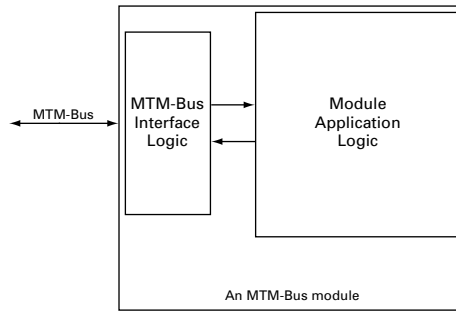 MTM-Bus
MTM-Bus
Interface
Logic
Module
Application
Logic
An MTM-Bus module